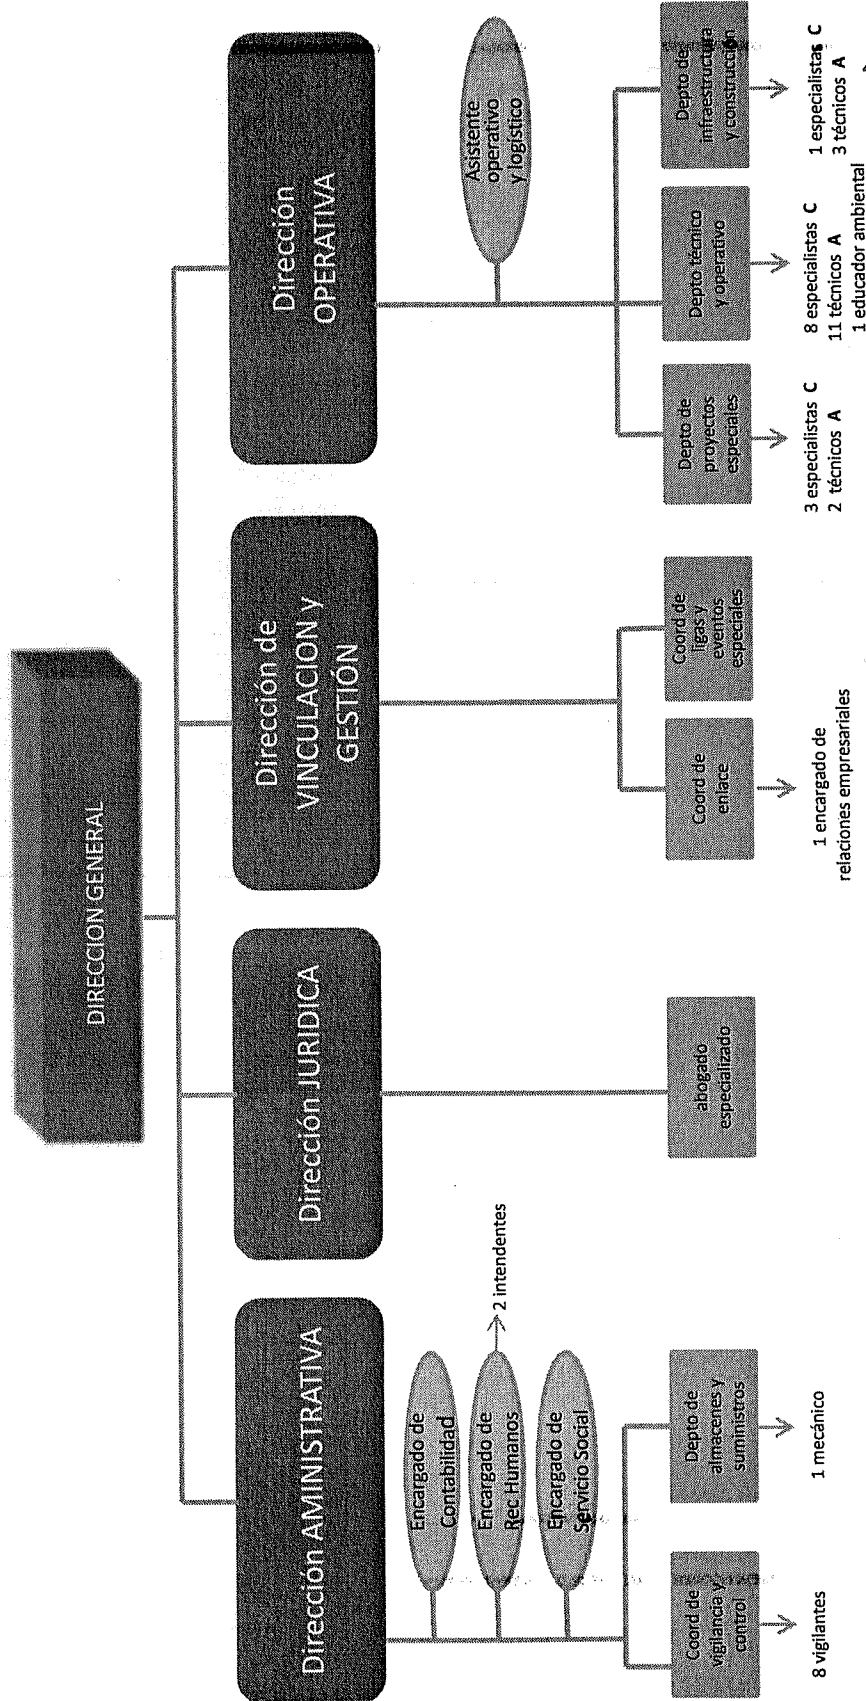 DIRECCION GENERAL
Dirección AMINISTRATIVA
Dirección JURIDICA
Dirección de
VINCULACION y
GESTIÓN
Dirección
OPERATIVA
Encargado de
Contabilidad
Encargado de
Rec Humanos
2 intendentes
Encargado de
Servicio Social
Asistente
operativo
y logístico
Coord de
vigilancia y
control
8 vigilantes
Depto de
almacenes y
suministros
1 mecánico
abogado
especializado
Coord de
enlace
1 encargado de
relaciones empresariales
Coord de
ligas y
eventos
especiales
Depto de
proyectos
especiales
3 especialistas C
2 técnicos A
Depto técnico
y operativo
8 especialistas C
11 técnicos A
1 educador ambiental
Depto de
infraestructura
y construcción
1 especialistas C
3 técnicos A